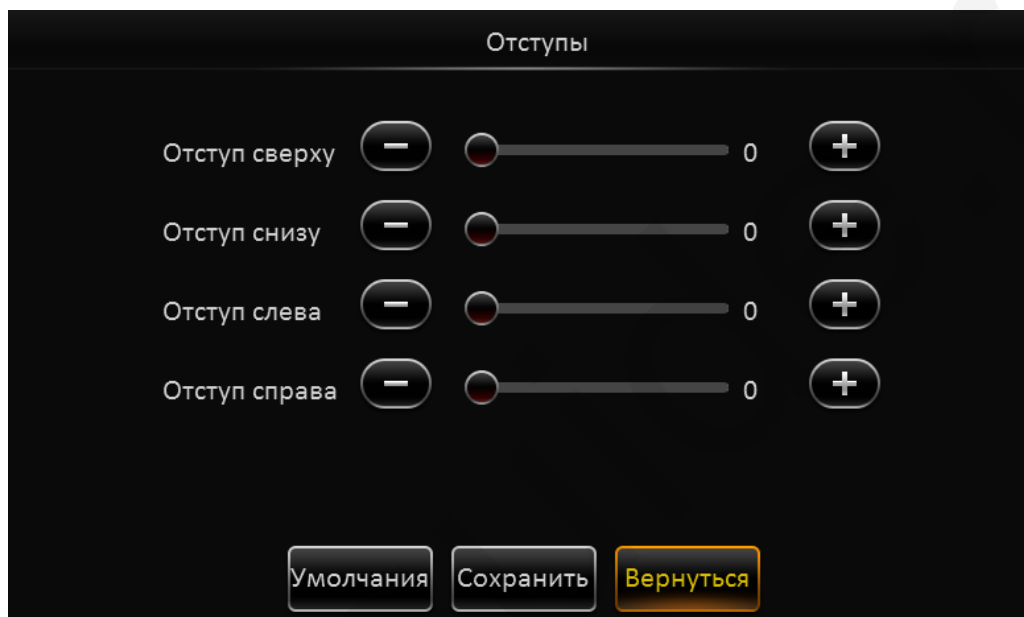 Отступы
Отступ сверху − 0 +
Отступ снизу − 0 +
Отступ слева − 0 +
Отступ справа − 0 +
Умолчания Сохранить Вернуться